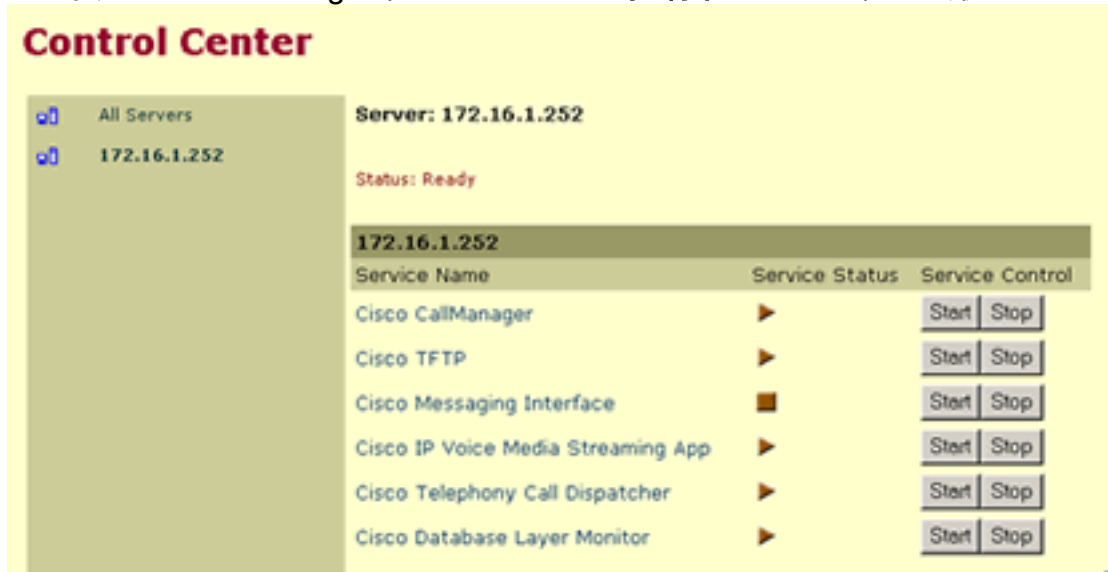 Control Center
All Servers
172.16.1.252
Server: 172.16.1.252
Status: Ready
172.16.1.252
Service Name Service Status Service Control
Cisco CallManager Start Stop
Cisco TFTP Start Stop
Cisco Messaging Interface Start Stop
Cisco IP Voice Media Streaming App Start Stop
Cisco Telephony Call Dispatcher Start Stop
Cisco Database Layer Monitor Start Stop